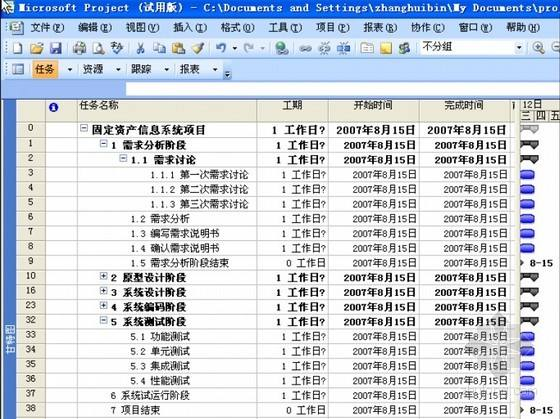 Microsoft Project (试用版) - C:\Documents and Settings\zhanghuibin\My Documents\pro
文件(F) 编辑(E) 视图(V) 插入(I) 格式(O) 工具(T) 项目(P) 报表(R) 协作(C) 窗口(W) 帮助(H)
不分组
任务 资源 跟踪 报表
任务名称 工期 开始时间 完成时间 12日
三 四 五
0 固定资产信息系统项目 1 工作日? 2007年8月15日 2007年8月15日
1 1 需求分析阶段 1 工作日? 2007年8月15日 2007年8月15日
2 1.1 需求讨论 1 工作日? 2007年8月15日 2007年8月15日
3 1.1.1 第一次需求讨论 1 工作日? 2007年8月15日 2007年8月15日
4 1.1.2 第二次需求讨论 1 工作日? 2007年8月15日 2007年8月15日
5 1.1.3 第三次需求讨论 1 工作日? 2007年8月15日 2007年8月15日
6 1.2 需求分析 1 工作日? 2007年8月15日 2007年8月15日
7 1.3 编写需求说明书 1 工作日? 2007年8月15日 2007年8月15日
8 1.4 确认需求说明书 1 工作日? 2007年8月15日 2007年8月15日
9 1.5 需求分析阶段结束 0 工作日 2007年8月15日 2007年8月15日 8-15
10 2 原型设计阶段 1 工作日? 2007年8月15日 2007年8月15日
16 3 系统设计阶段 1 工作日? 2007年8月15日 2007年8月15日
23 4 系统编码阶段 1 工作日? 2007年8月15日 2007年8月15日
32 5 系统测试阶段 1 工作日? 2007年8月15日 2007年8月15日
33 5.1 功能测试 1 工作日? 2007年8月15日 2007年8月15日
34 5.2 单元测试 1 工作日? 2007年8月15日 2007年8月15日
35 5.3 集成测试 1 工作日? 2007年8月15日 2007年8月15日
36 5.4 性能测试 1 工作日? 2007年8月15日 2007年8月15日
37 6 系统试运行阶段 1 工作日? 2007年8月15日 2007年8月15日
7 项目结束 0 工作日 2007年8月15日 2007年8月15日 8-15
甘特图